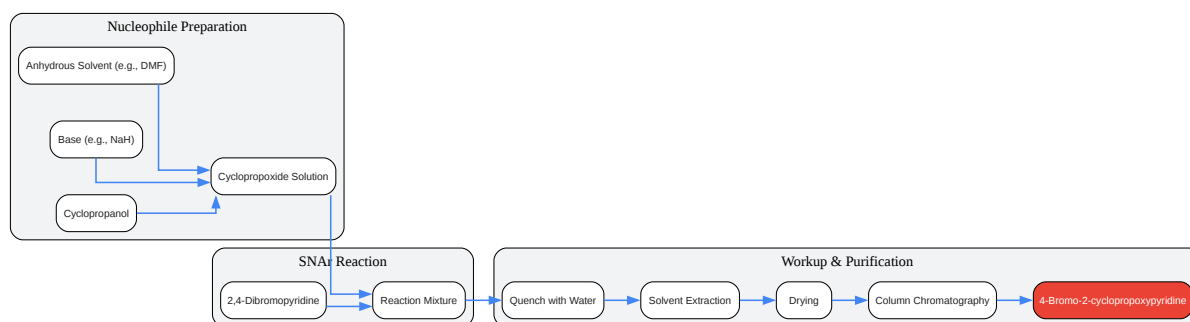 Nucleophile Preparation
Anhydrous Solvent (e.g., DMF)
Base (e.g., NaH)
Cyclopropoxide Solution
Cyclopropanol
SNAr Reaction
2,4-Dibromopyridine
Reaction Mixture
Workup & Purification
Quench with Water
Solvent Extraction
Drying
Column Chromatography
4-Bromo-2-cyclopropoxypyridine